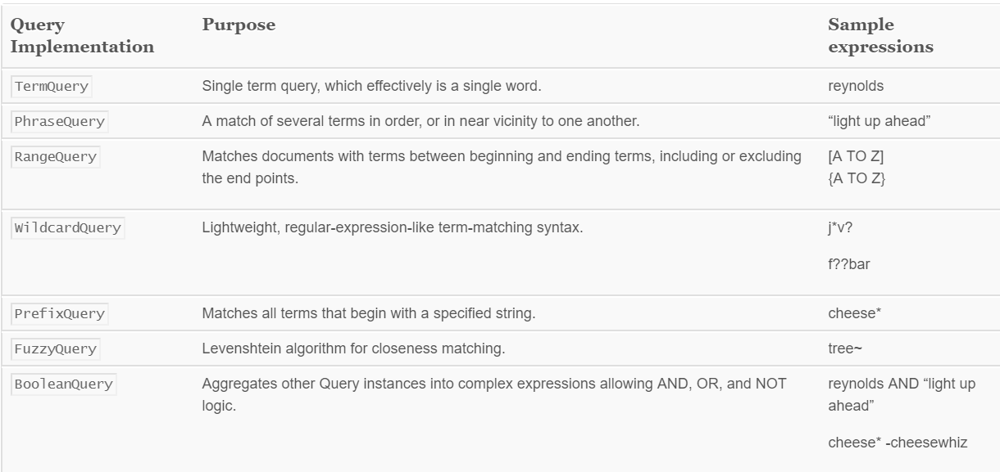 Query Implementation Purpose Sample expressions
TermQuery Single term query, which effectively is a single word. reynolds
PhraseQuery A match of several terms in order, or in near vicinity to one another. “light up ahead”
RangeQuery Matches documents with terms between beginning and ending terms, including or excluding [A TO Z]
the end points. {A TO Z}
WildcardQuery Lightweight, regular-expression-like term-matching syntax. j*v?
f??bar
PrefixQuery Matches all terms that begin with a specified string. cheese*
FuzzyQuery Levenshtein algorithm for closeness matching. tree~
BooleanQuery Aggregates other Query instances into complex expressions allowing AND, OR, and NOT reynolds AND “light up
logic. ahead”
cheese* -cheesewhiz